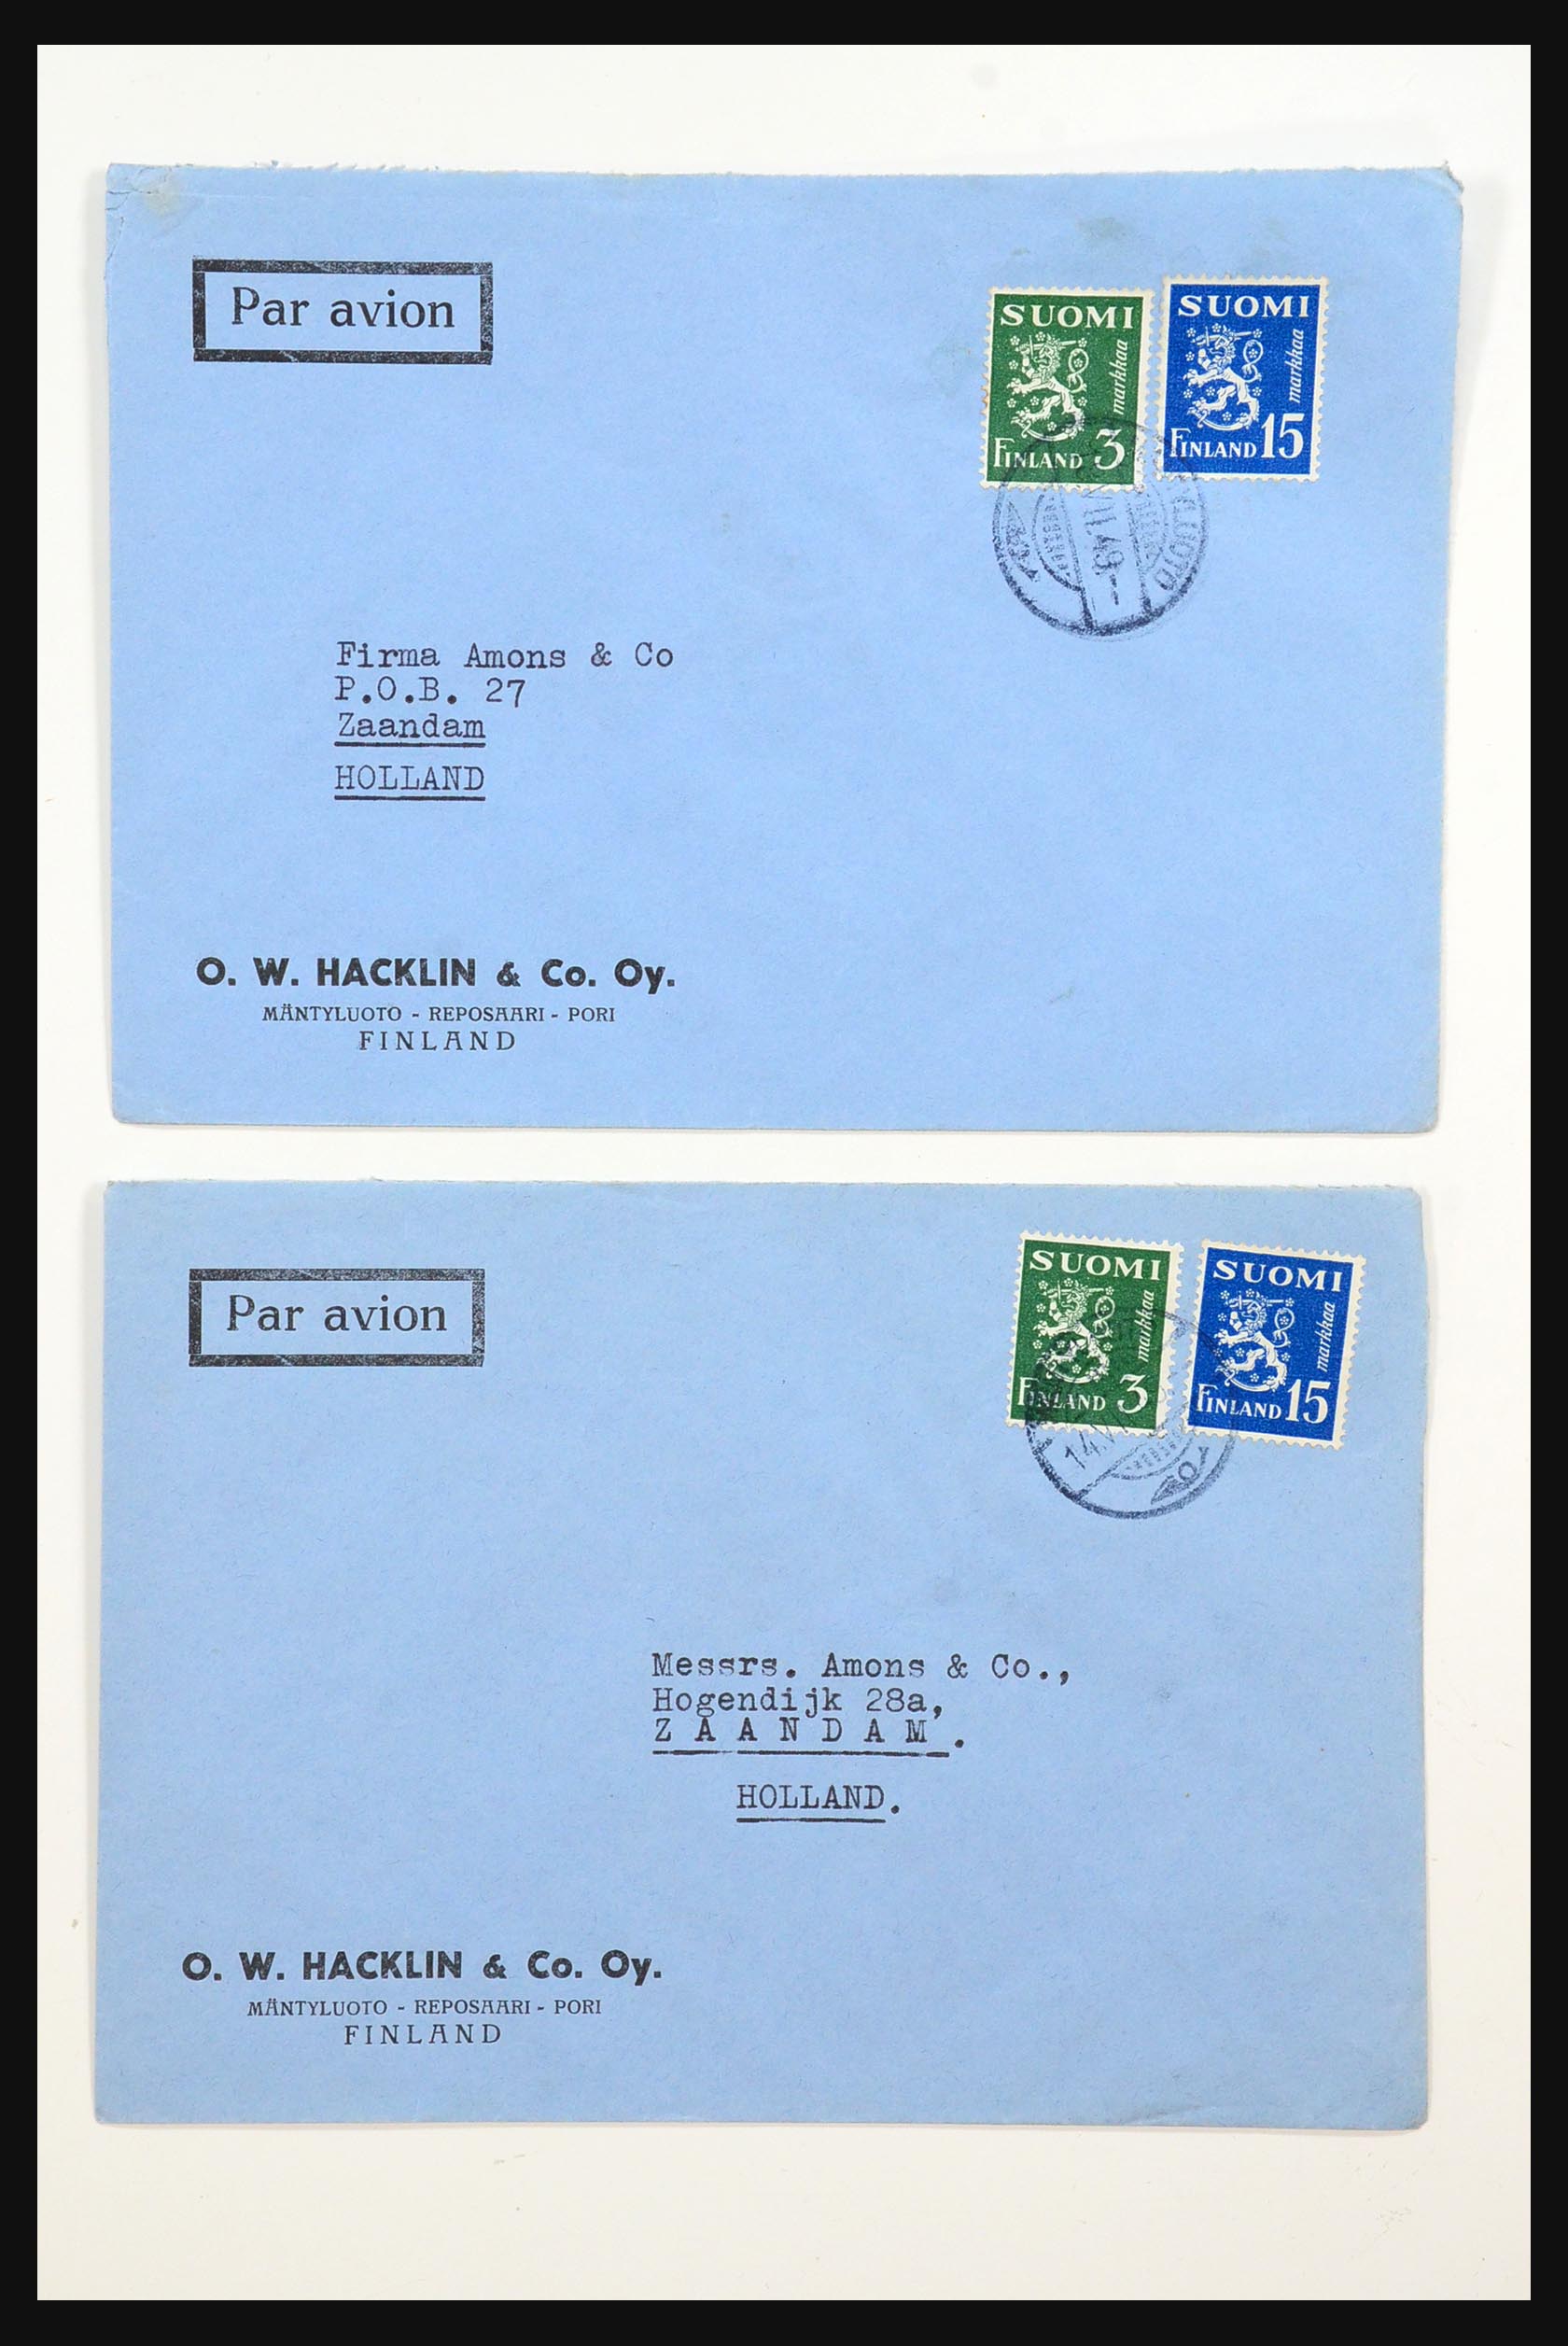 Par avion
SUOMI
markkaa
FINLAND 3
SUOMI
markkaa
FINLAND 15
VII.48
Firma Amons & Co
P.O.B. 27
Zaandam
HOLLAND
O. W. HACKLIN & Co. Oy.
MÄNTYLUOTO - REPOSAARI - PORI
FINLAND
Par avion
SUOMI
markkaa
FINLAND 3
SUOMI
markkaa
FINLAND 15
Messrs. Amons & Co.,
Hogendijk 28a,
Z A A N D A M .
HOLLAND.
O. W. HACKLIN & Co. Oy.
MÄNTYLUOTO - REPOSAARI - PORI
FINLAND